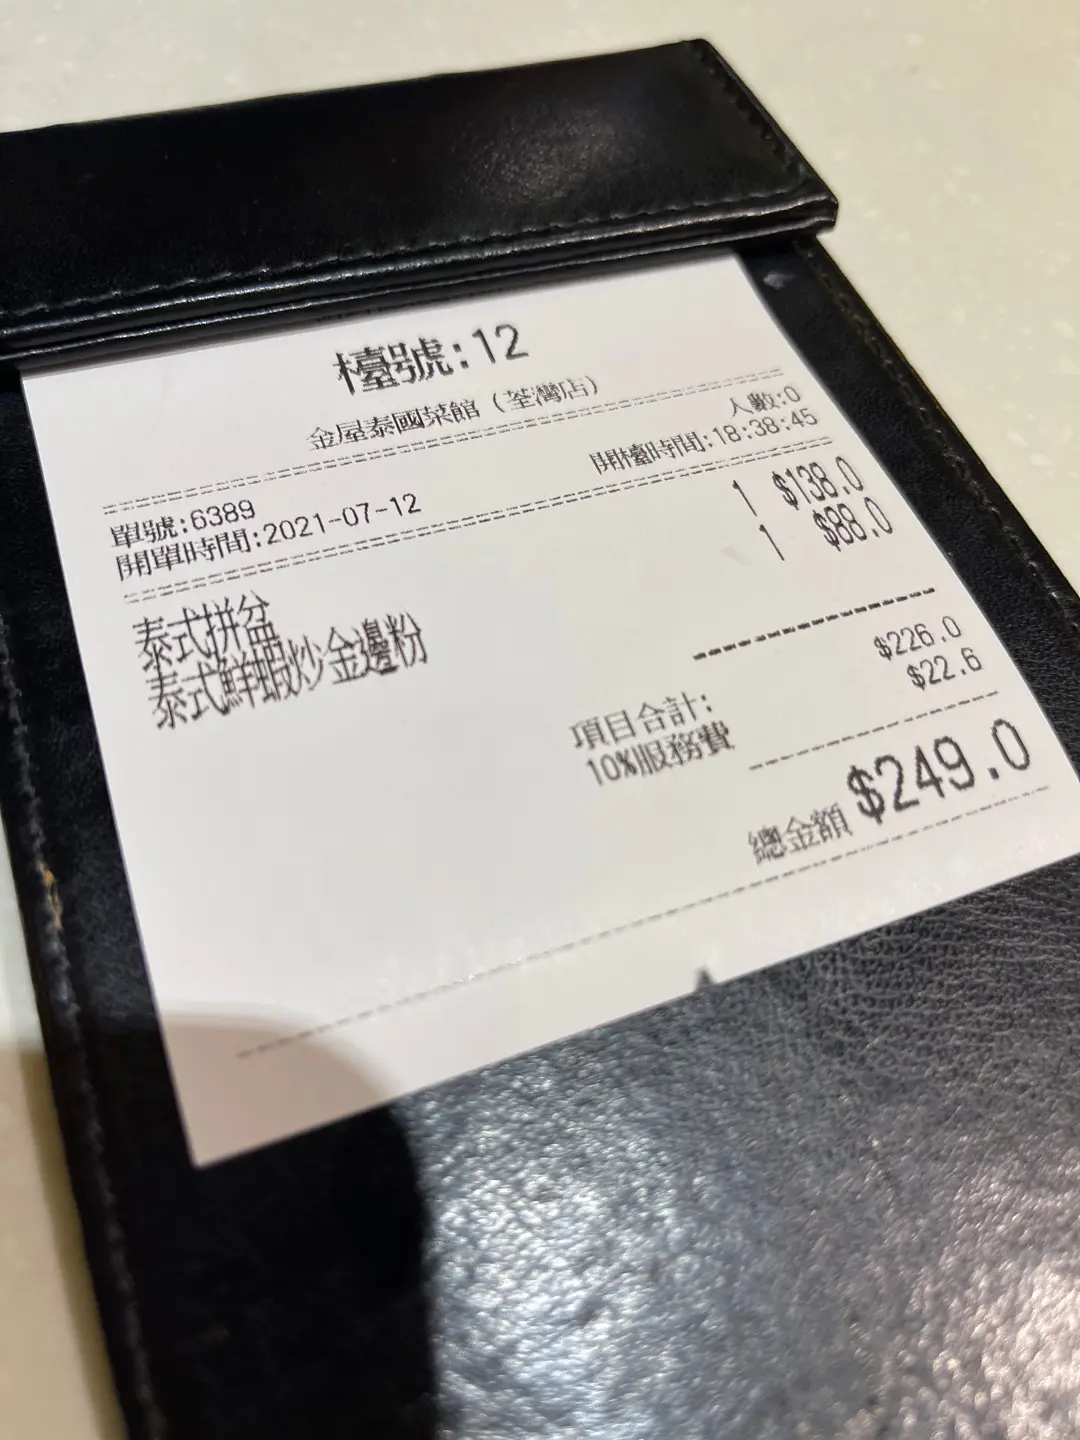 檯號:12
金屋泰國菜館（荃灣店）
單號:6389 人數:0
開單時間:2021-07-12 開檯時間:18:38:45
泰式拼盆 1 $138.0
泰式鮮蝦炒金邊粉 1 $88.0
項目合計: $226.0
10%服務費 $22.6
總金額 $249.0